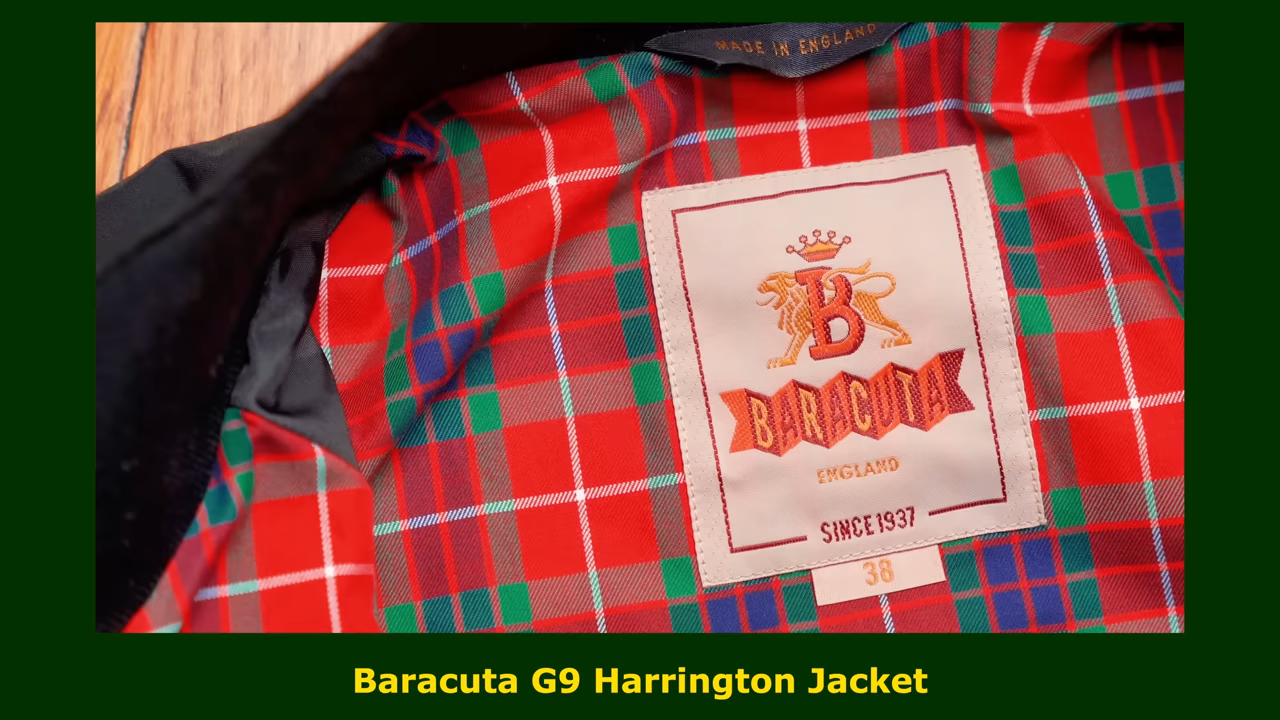 MADE IN ENGLAND
B
BARACUTA
ENGLAND
SINCE 1937
38
Baracuta G9 Harrington Jacket